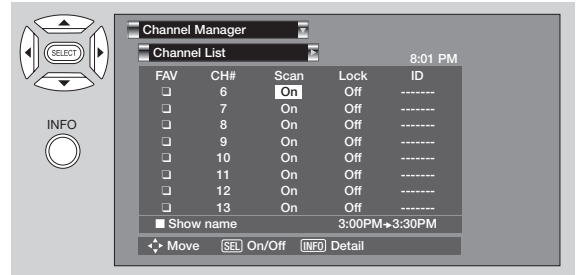 SELECT
INFO
Channel Manager
Channel List
8:01 PM
FAV CH# Scan Lock ID
❏ 6 On Off -------
❏ 7 On Off -------
❏ 8 On Off -------
❏ 9 On Off -------
❏ 10 On Off -------
❏ 11 On Off -------
❏ 12 On Off -------
❏ 13 On Off -------
■ Show name 3:00PM➔3:30PM
Move SEL On/Off INFO Detail